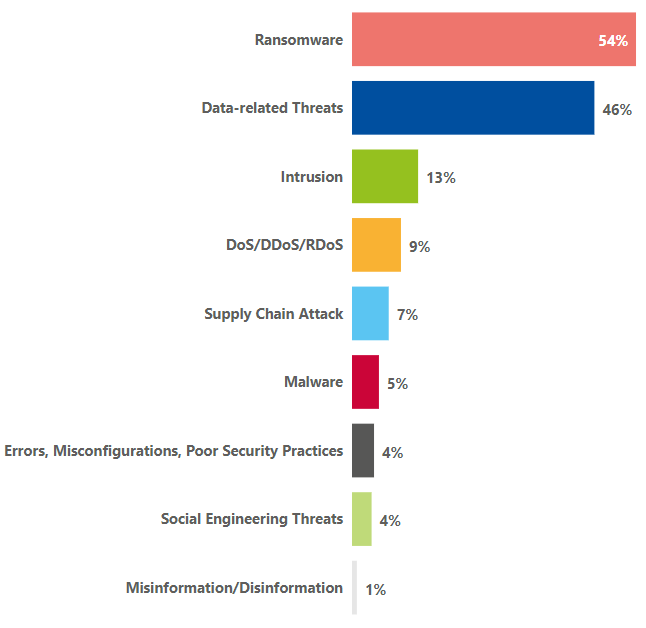 Ransomware 54%
Data-related Threats 46%
Intrusion 13%
DoS/DDoS/RDoS 9%
Supply Chain Attack 7%
Malware 5%
Errors, Misconfigurations, Poor Security Practices 4%
Social Engineering Threats 4%
Misinformation/Disinformation 1%